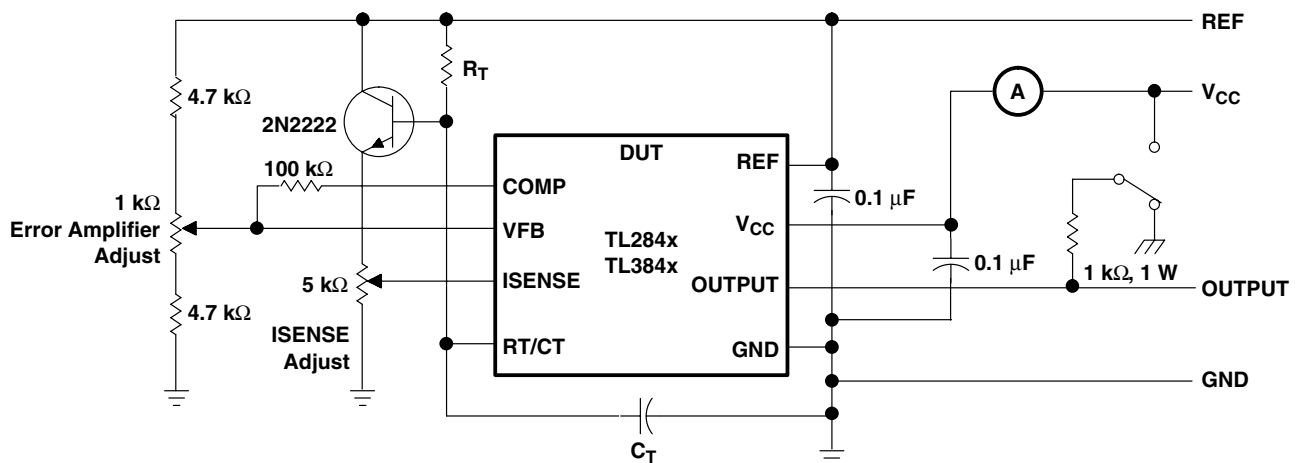 REF
R_T
A
V_CC
4.7 kΩ
2N2222
DUT
REF
100 kΩ
COMP
0.1 μF
1 kΩ
Error Amplifier
Adjust
VFB
V_CC
TL284x
TL384x
0.1 μF
5 kΩ
ISENSE
OUTPUT
1 kΩ, 1 W
OUTPUT
4.7 kΩ
ISENSE
Adjust
RT/CT
GND
GND
C_T